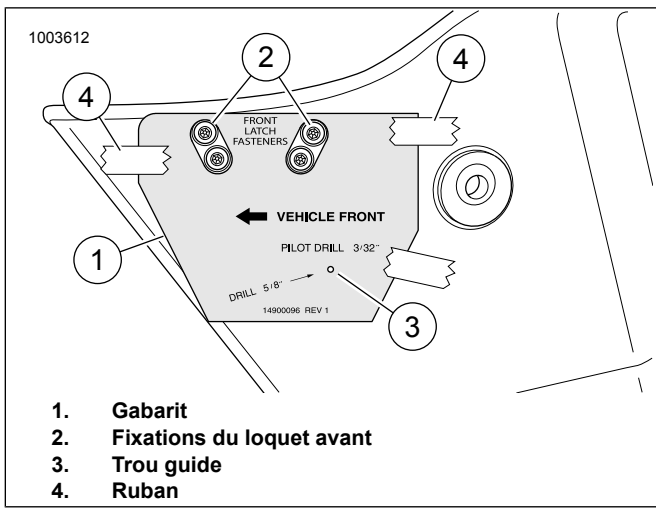 1003612
2
4
4
FRONT
LATCH
FASTENERS
VEHICLE FRONT
1
PILOT DRILL 3/32"
DRILL 5/8"
3
14900096 REV 1
1. Gabarit
2. Fixations du loquet avant
3. Trou guide
4. Ruban